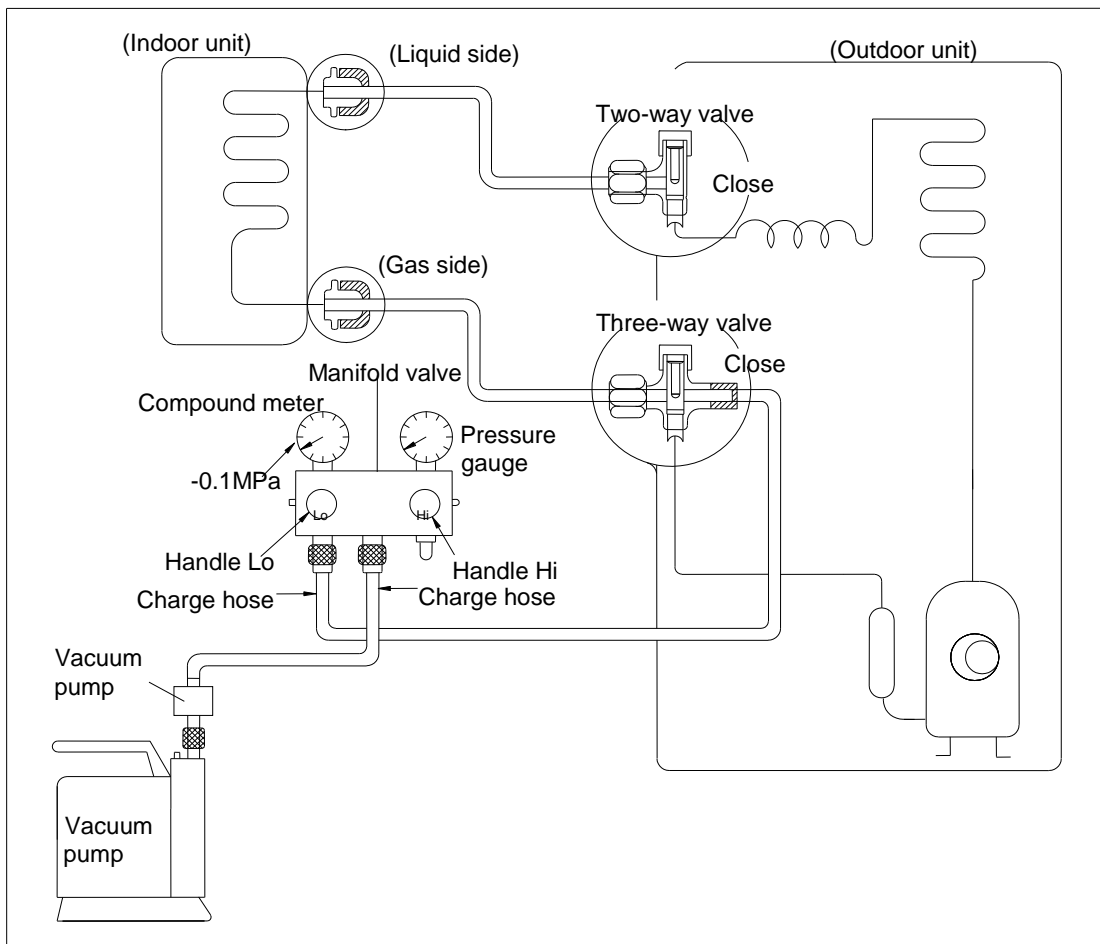 (Indoor unit)
(Liquid side)
(Outdoor unit)
Two-way valve
Close
(Gas side)
Three-way valve
Close
Manifold valve
Compound meter
Pressure
gauge
-0.1MPa
Lo
Hi
Handle Lo
Handle Hi
Charge hose
Charge hose
Vacuum
pump
Vacuum
pump